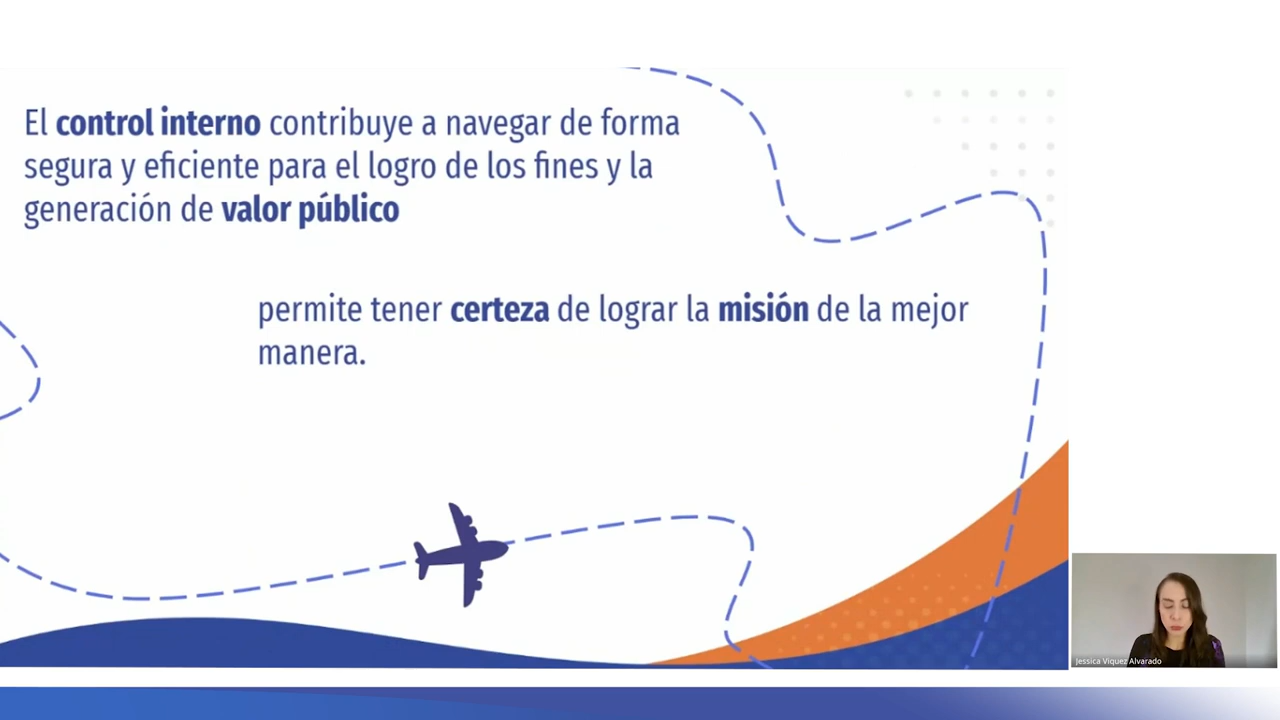 El control interno contribuye a navegar de forma
segura y eficiente para el logro de los fines y la
generación de valor público
permite tener certeza de lograr la misión de la mejor
manera.
Jessica Víquez Alvarado